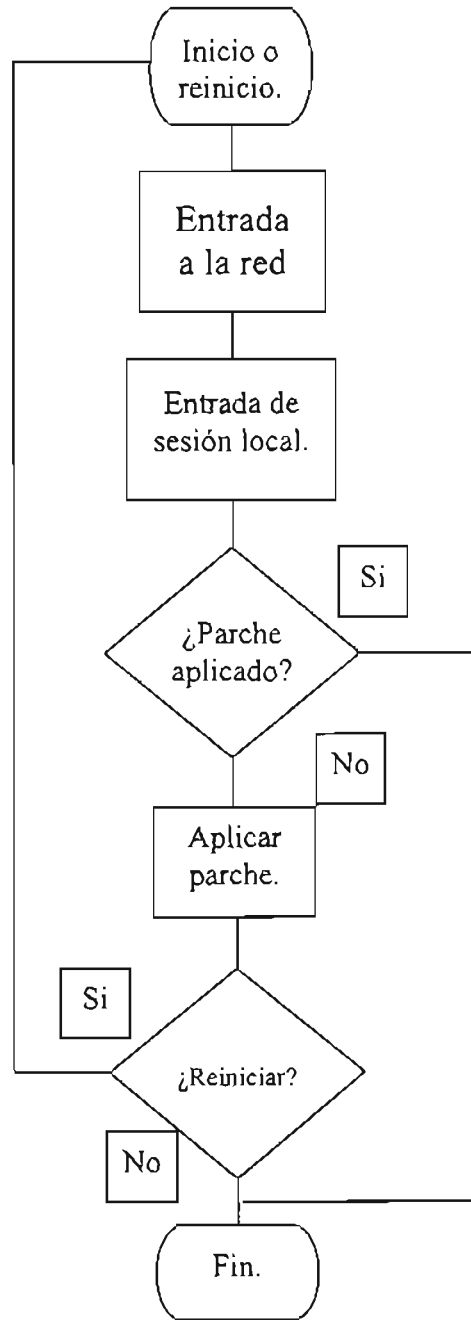 Inicio o
reinicio.
Entrada
a la red
Entrada de
sesión local.
Si
¿Parche
aplicado?
No
Aplicar
parche.
Si
¿Reiniciar?
No
Fin.